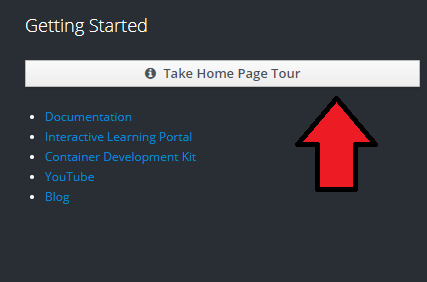 Getting Started
Take Home Page Tour
Documentation
Interactive Learning Portal
Container Development Kit
YouTube
Blog